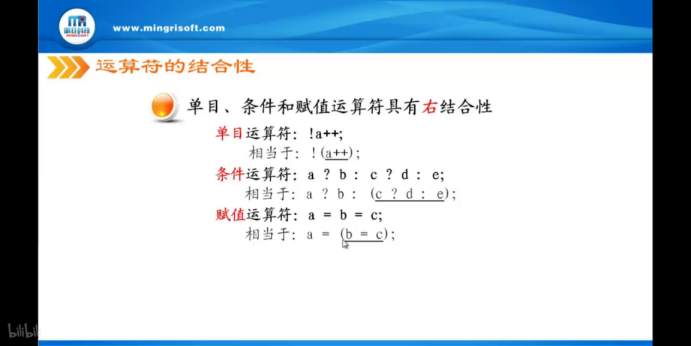 www.mingrisoft.com
运算符的结合性
单目、条件和赋值运算符具有右结合性
单目运算符: !a++;
相当于: !(a++);
条件运算符: a ? b : c ? d : e;
相当于: a ? b : (c ? d : e);
赋值运算符: a = b = c;
相当于: a = (b = c);
bilibili